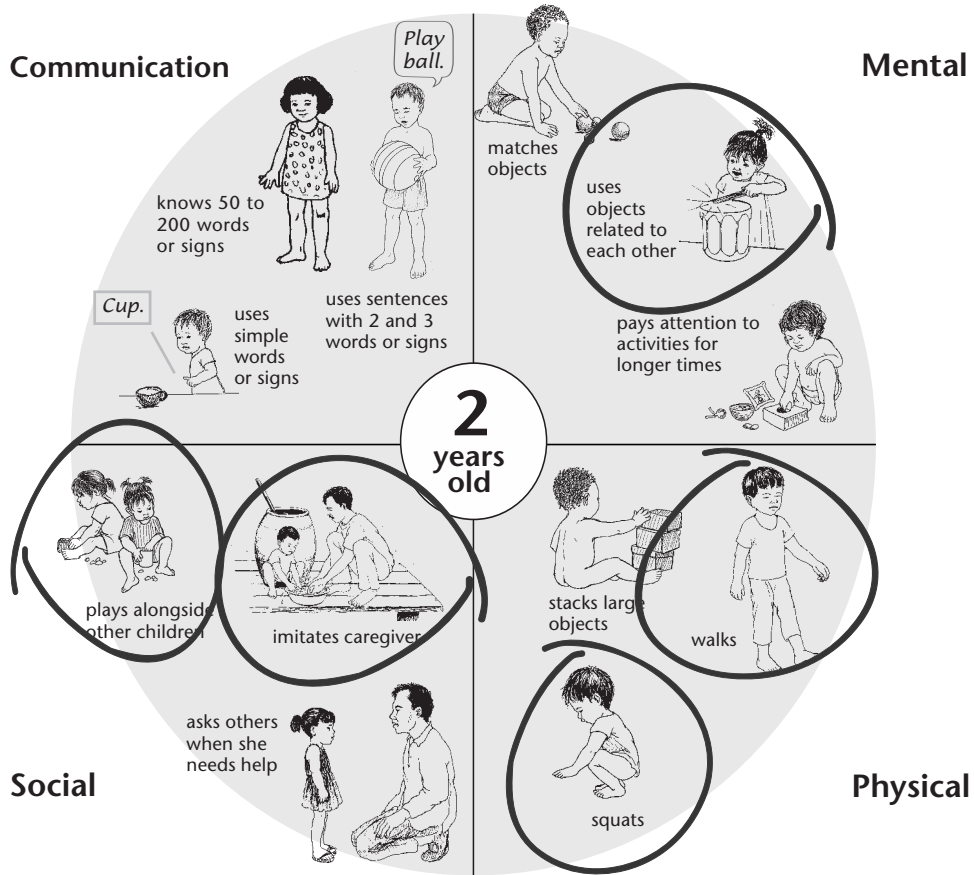 Communication
Mental
Play
ball.
matches
objects
uses
objects
related to
each other
knows 50 to
200 words
or signs
Cup.
uses
simple
words
or signs
uses sentences
with 2 and 3
words or signs
pays attention to
activities for
longer times
2
years
old
plays alongside
other children
imitates caregiver
stacks large
objects
walks
asks others
when she
needs help
squats
Social
Physical